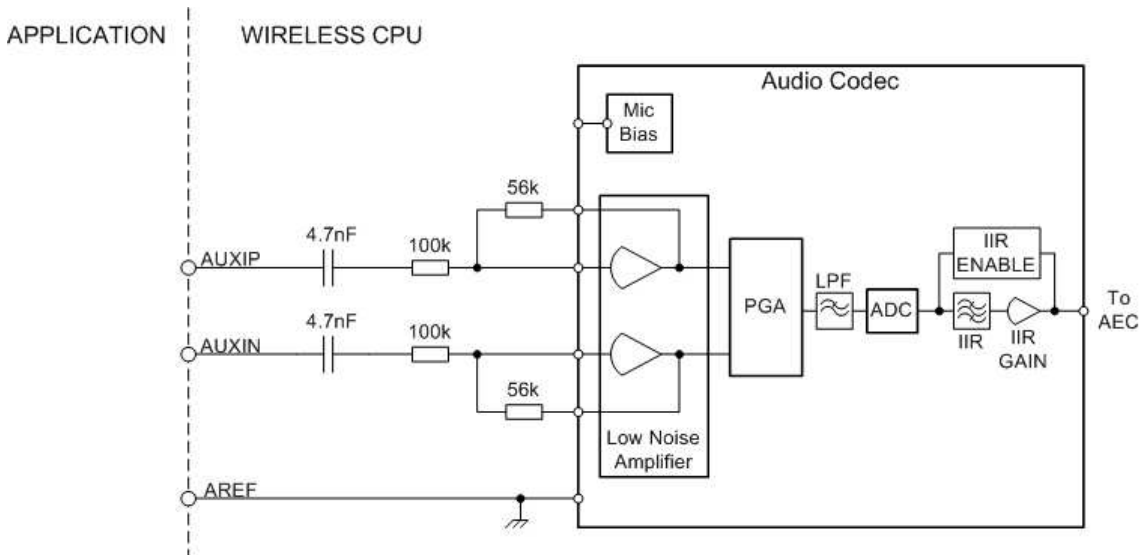 APPLICATION
WIRELESS CPU
Audio Codec
Mic
Bias
56k
4.7nF
100k
AUXIP
IIR
ENABLE
LPF
PGA
ADC
To
AEC
4.7nF
100k
AUXIN
IIR
IIR
GAIN
56k
Low Noise
Amplifier
AREF